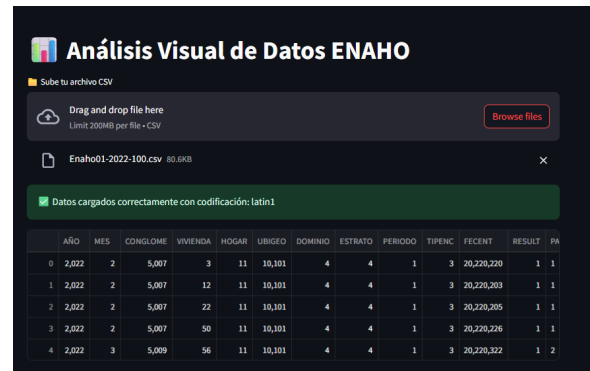 Análisis Visual de Datos ENAHO
Sube tu archivo CSV
Drag and drop file here
Limit 200MB per file • CSV
Browse files
Enaho01-2022-100.csv 80.6KB
Datos cargados correctamente con codificación: latin1
AÑO MES CONGLOME VIVIENDA HOGAR UBIGEO DOMINIO ESTRATO PERIODO TIPENC FECENT RESULT PA
0 2,022 2 5,007 3 11 10,101 4 4 1 3 20,220,220 1 1
1 2,022 2 5,007 12 11 10,101 4 4 1 3 20,220,203 1 1
2 2,022 2 5,007 22 11 10,101 4 4 1 3 20,220,205 1 1
3 2,022 2 5,007 50 11 10,101 4 4 1 3 20,220,226 1 1
4 2,022 3 5,009 56 11 10,101 4 4 1 3 20,220,322 1 2